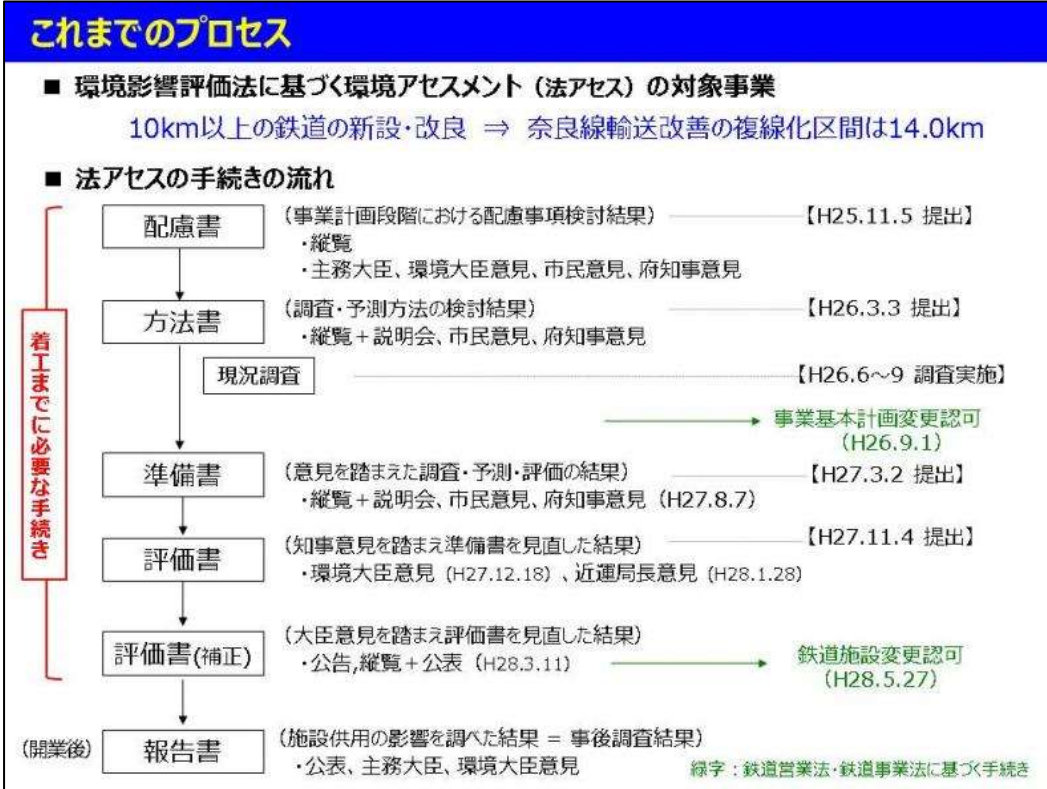 これまでのプロセス
■ 環境影響評価法に基づく環境アセスメント（法アセス）の対象事業
10km以上の鉄道の新設・改良 ⇒ 奈良線輸送改善の複線化区間は14.0km
■ 法アセスの手続きの流れ
着工までに必要な手続き
配慮書
（事業計画段階における配慮事項検討結果）
【H25.11.5 提出】
・縦覧
・主務大臣、環境大臣意見、市民意見、府知事意見
方法書
（調査・予測方法の検討結果）
【H26.3.3 提出】
・縦覧＋説明会、市民意見、府知事意見
現況調査
【H26.6～9 調査実施】
事業基本計画変更認可
（H26.9.1）
準備書
（意見を踏まえた調査・予測・評価の結果）
【H27.3.2 提出】
・縦覧＋説明会、市民意見、府知事意見（H27.8.7）
評価書
（知事意見を踏まえ準備書を見直した結果）
【H27.11.4 提出】
・環境大臣意見（H27.12.18）、近運局長意見（H28.1.28）
評価書(補正)
（大臣意見を踏まえ評価書を見直した結果）
・公告,縦覧＋公表（H28.3.11）
鉄道施設変更認可
（H28.5.27）
（開業後）
報告書
（施設供用の影響を調べた結果 = 事後調査結果）
・公表、主務大臣、環境大臣意見
緑字：鉄道営業法・鉄道事業法に基づく手続き